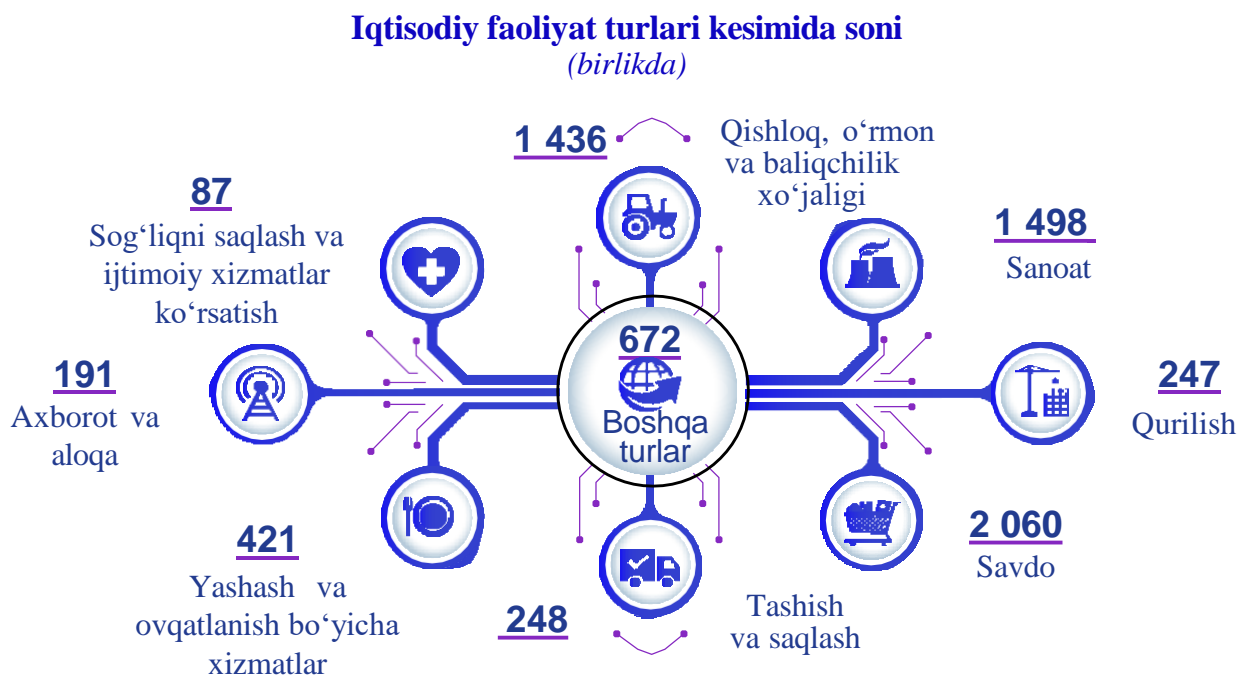 Iqtisodiy faoliyat turlari kesimida soni
(birlikda)
1 436
Qishloq, o‘rmon
va baliqchilik
xo‘jaligi
87
Sog‘liqni saqlash va
ijtimoiy xizmatlar
ko‘rsatish
1 498
Sanoat
672
Boshqa
turlar
191
Axborot va
aloqa
247
Qurilish
421
Yashash va
ovqatlanish bo‘yicha
xizmatlar
248
Tashish
va saqlash
2 060
Savdo